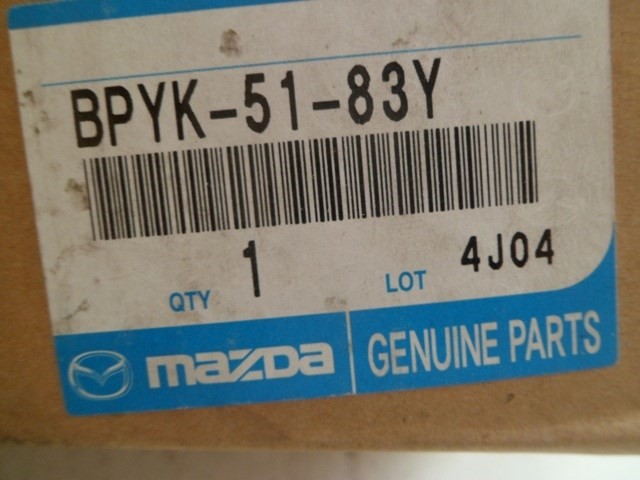 BPYK-51-83Y
QTY 1 LOT 4J04
mazda GENUINE PARTS